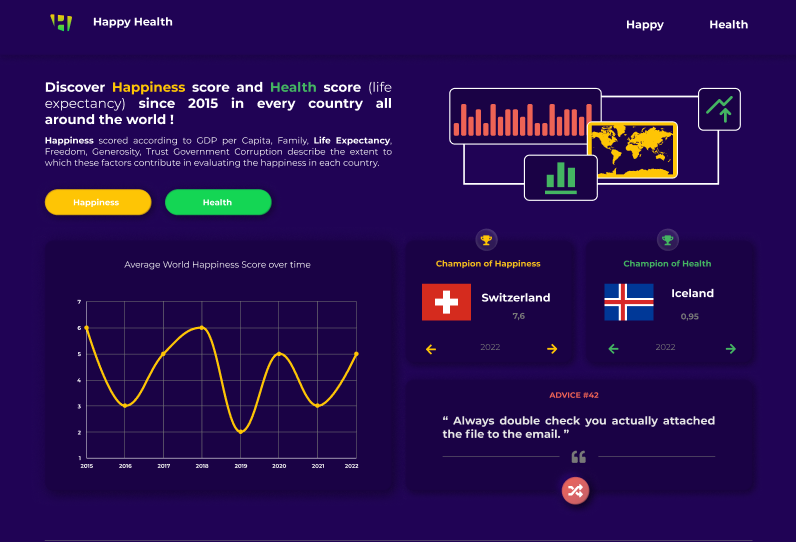 Happy Health
Happy
Health
Discover Happiness score and Health score (life
expectancy) since 2015 in every country all
around the world !
Happiness scored according to GDP per Capita, Family, Life Expectancy,
Freedom, Generosity, Trust Government Corruption describe the extent to
which these factors contribute in evaluating the happiness in each country.
Happiness
Health
Average World Happiness Score over time
7
6
5
4
3
2
1
2015
2016
2017
2018
2019
2020
2021
2022
Champion of Happiness
Switzerland
7,6
2022
Champion of Health
Iceland
0,95
2022
ADVICE #42
“ Always double check you actually attached
the file to the email. ”